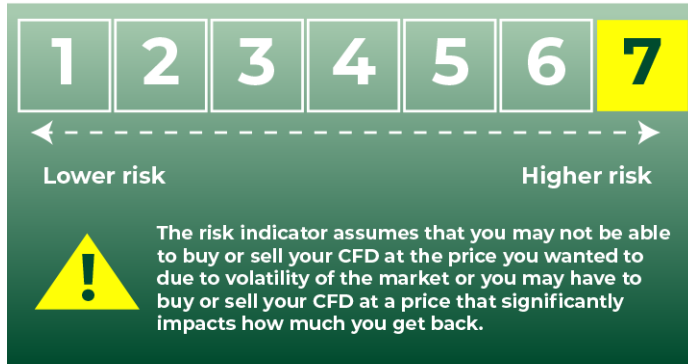 1 2 3 4 5 6 7
Lower risk Higher risk
!
The risk indicator assumes that you may not be able
to buy or sell your CFD at the price you wanted to
due to volatility of the market or you may have to
buy or sell your CFD at a price that significantly
impacts how much you get back.